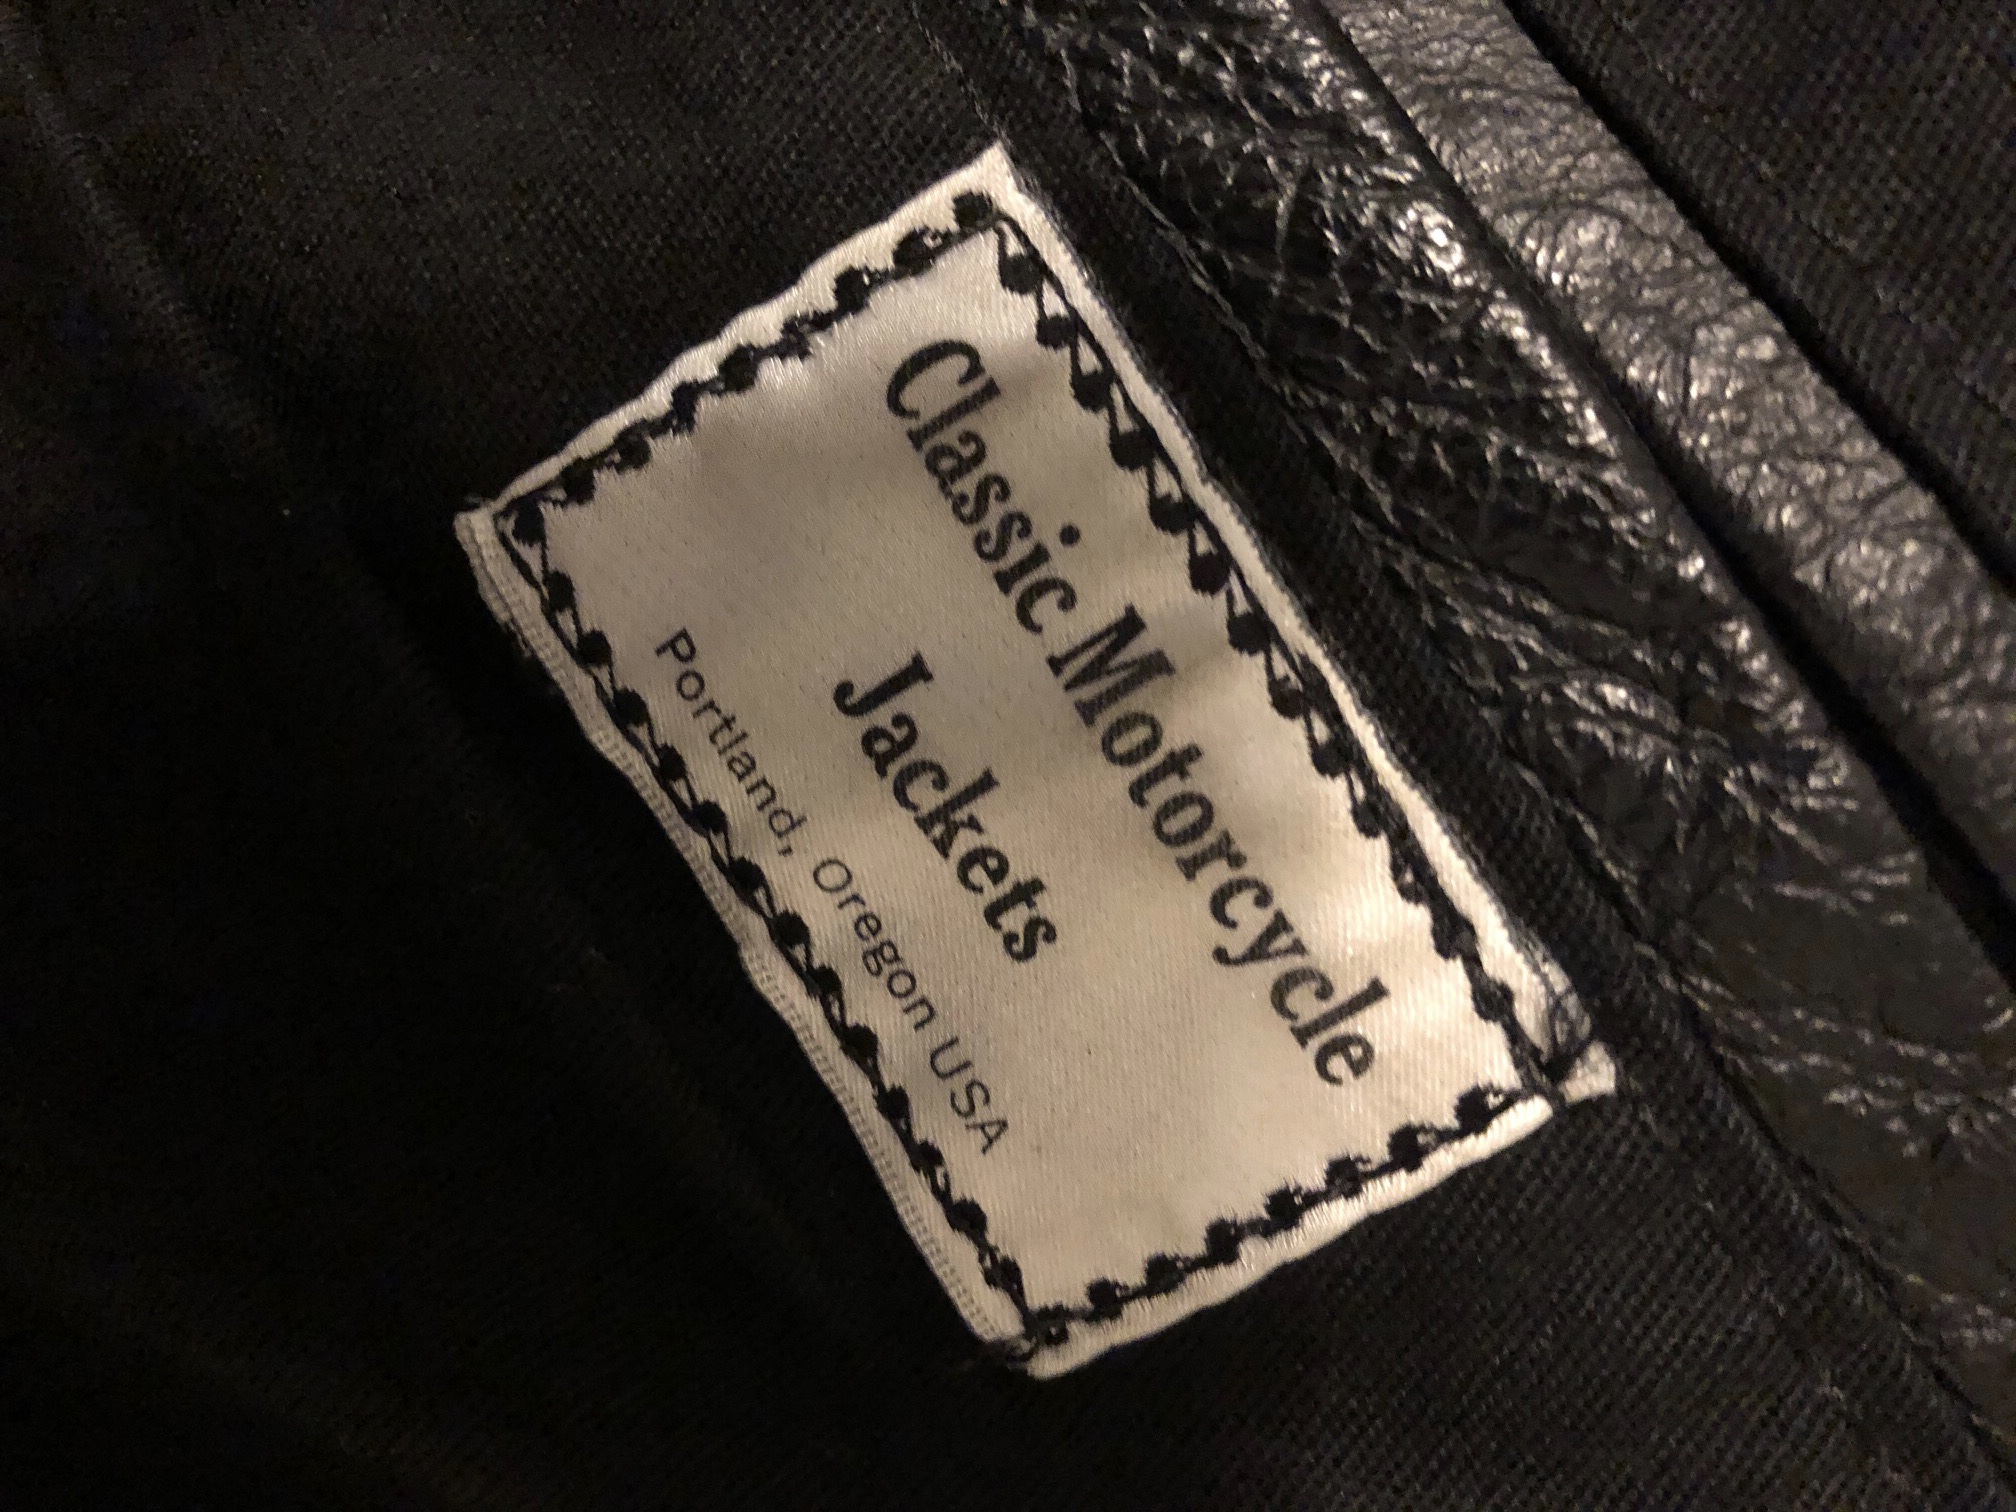 Classic Motorcycle
Jackets
Portland, Oregon USA